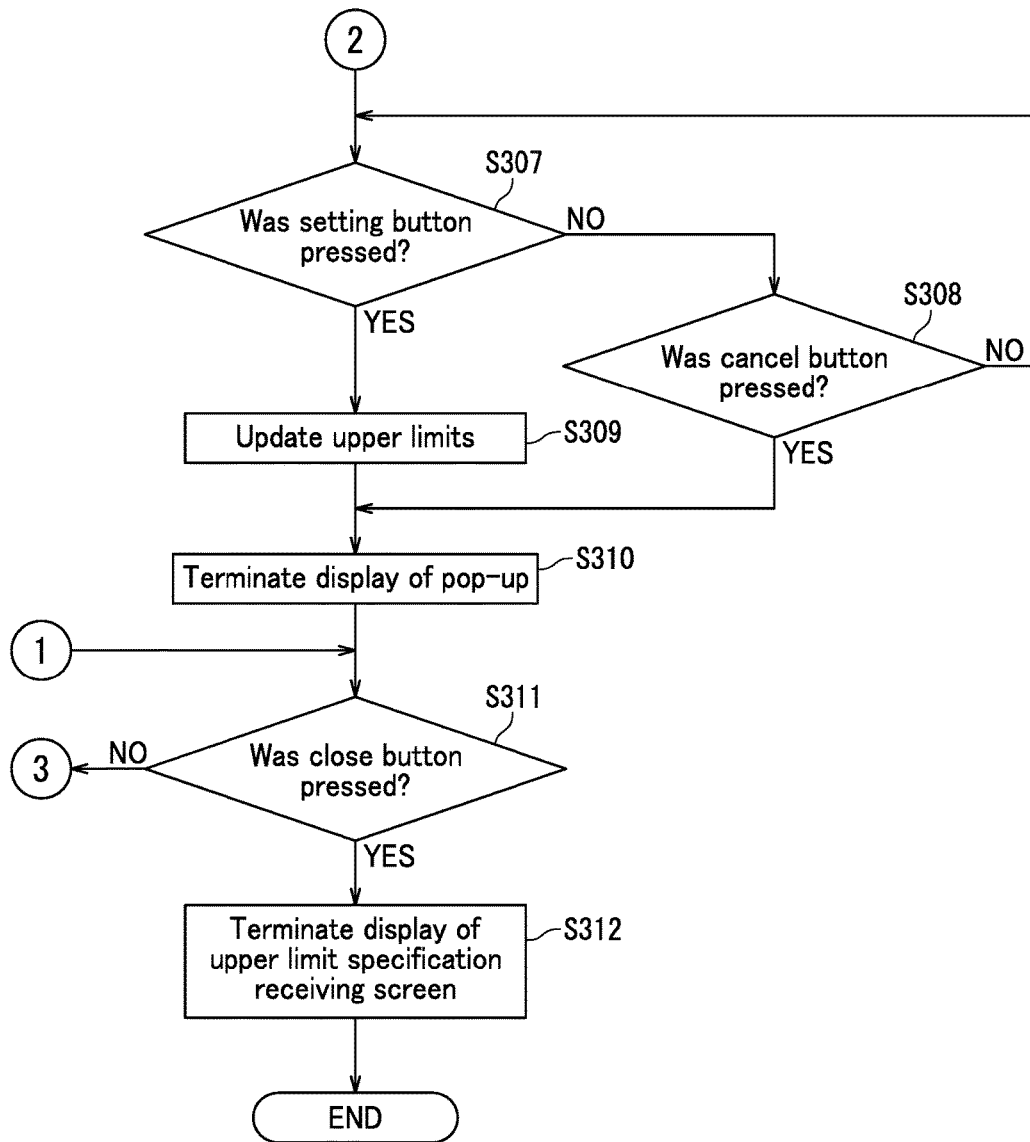 2
S307
Was setting button
pressed?
NO
YES
S308
Was cancel button
pressed?
NO
YES
Update upper limits
S309
Terminate display of pop-up
S310
1
S311
Was close button
pressed?
NO
3
YES
Terminate display of
upper limit specification
receiving screen
S312
END